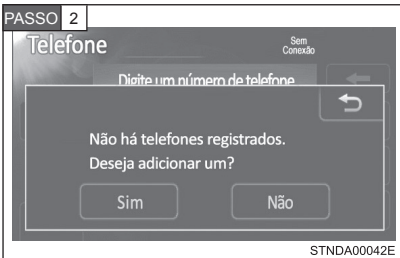 PASSO 2
Telefone
Sem
Conexão
Digite um número de telefone
Não há telefones registrados.
Deseja adicionar um?
Sim
Não
STNDA00042E